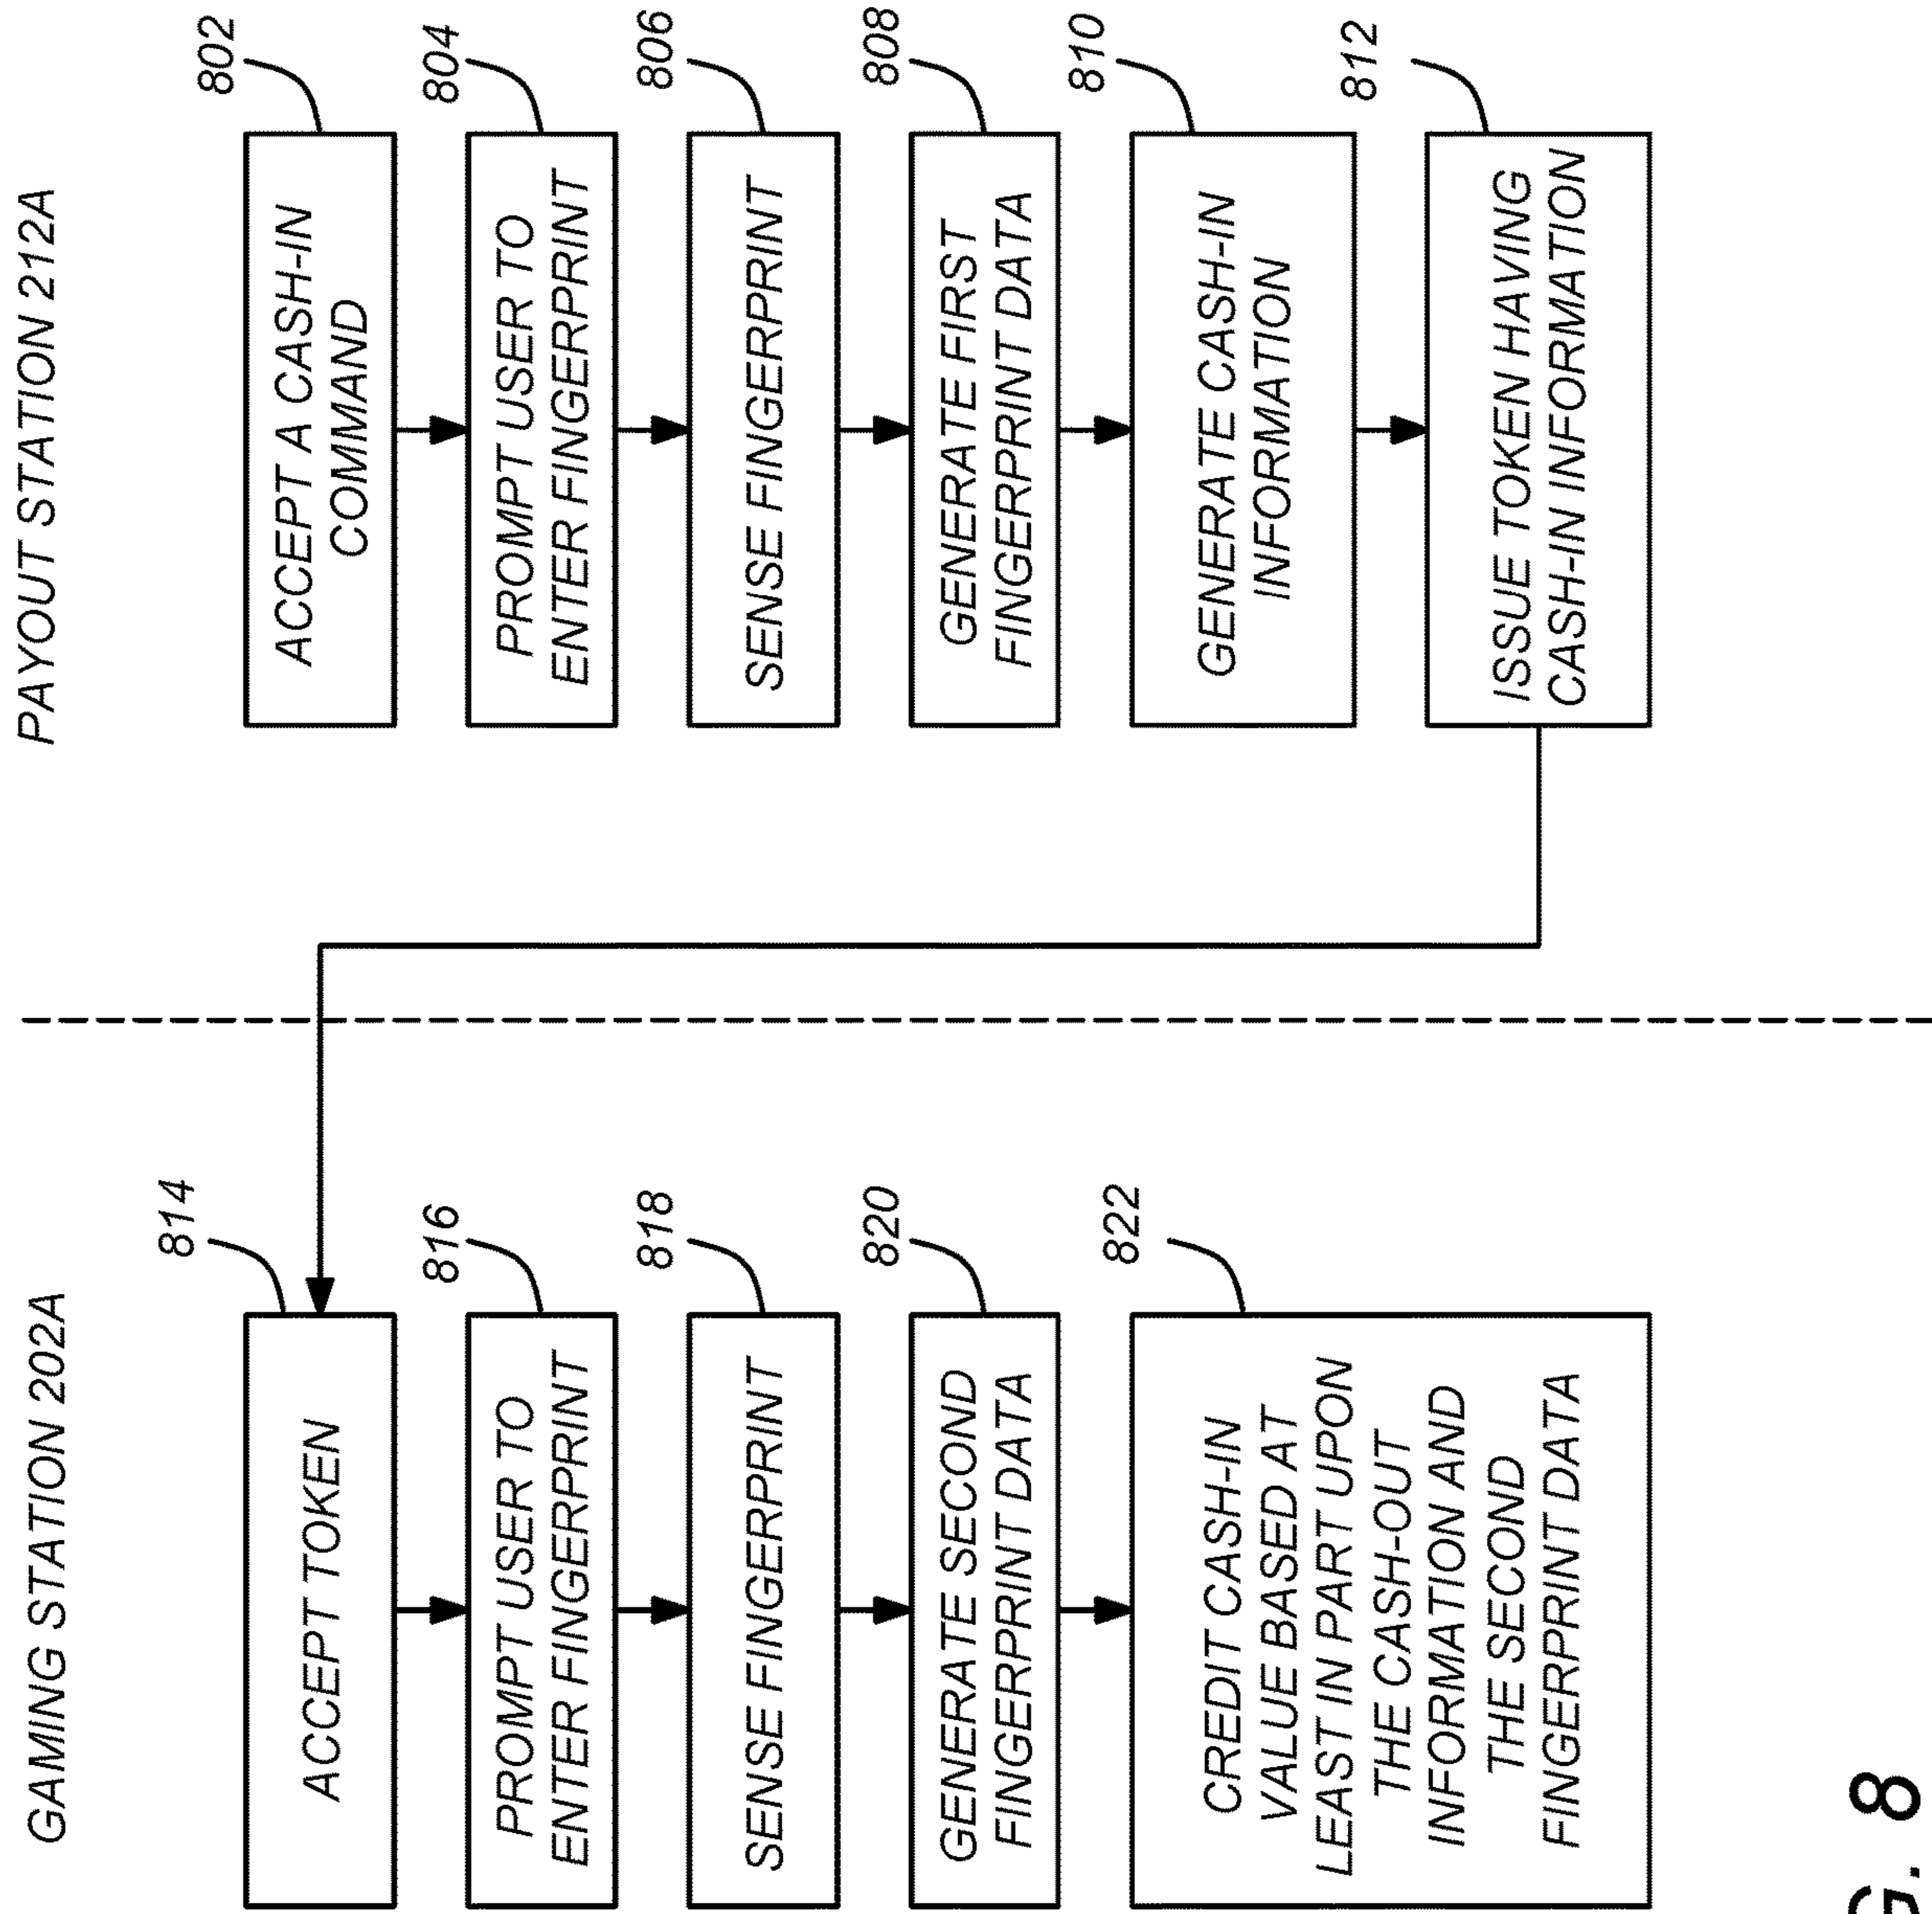 GAMING STATION 202A
814
ACCEPT TOKEN
816
PROMPT USER TO
ENTER FINGERPRINT
818
SENSE FINGERPRINT
820
GENERATE SECOND
FINGERPRINT DATA
822
CREDIT CASH-IN
VALUE BASED AT
LEAST IN PART UPON
THE CASH-OUT
INFORMATION AND
THE SECOND
FINGERPRINT DATA
PAYOUT STATION 212A
802
ACCEPT A CASH-IN
COMMAND
804
PROMPT USER TO
ENTER FINGERPRINT
806
SENSE FINGERPRINT
808
GENERATE FIRST
FINGERPRINT DATA
810
GENERATE CASH-IN
INFORMATION
812
ISSUE TOKEN HAVING
CASH-IN INFORMATION
G. 8